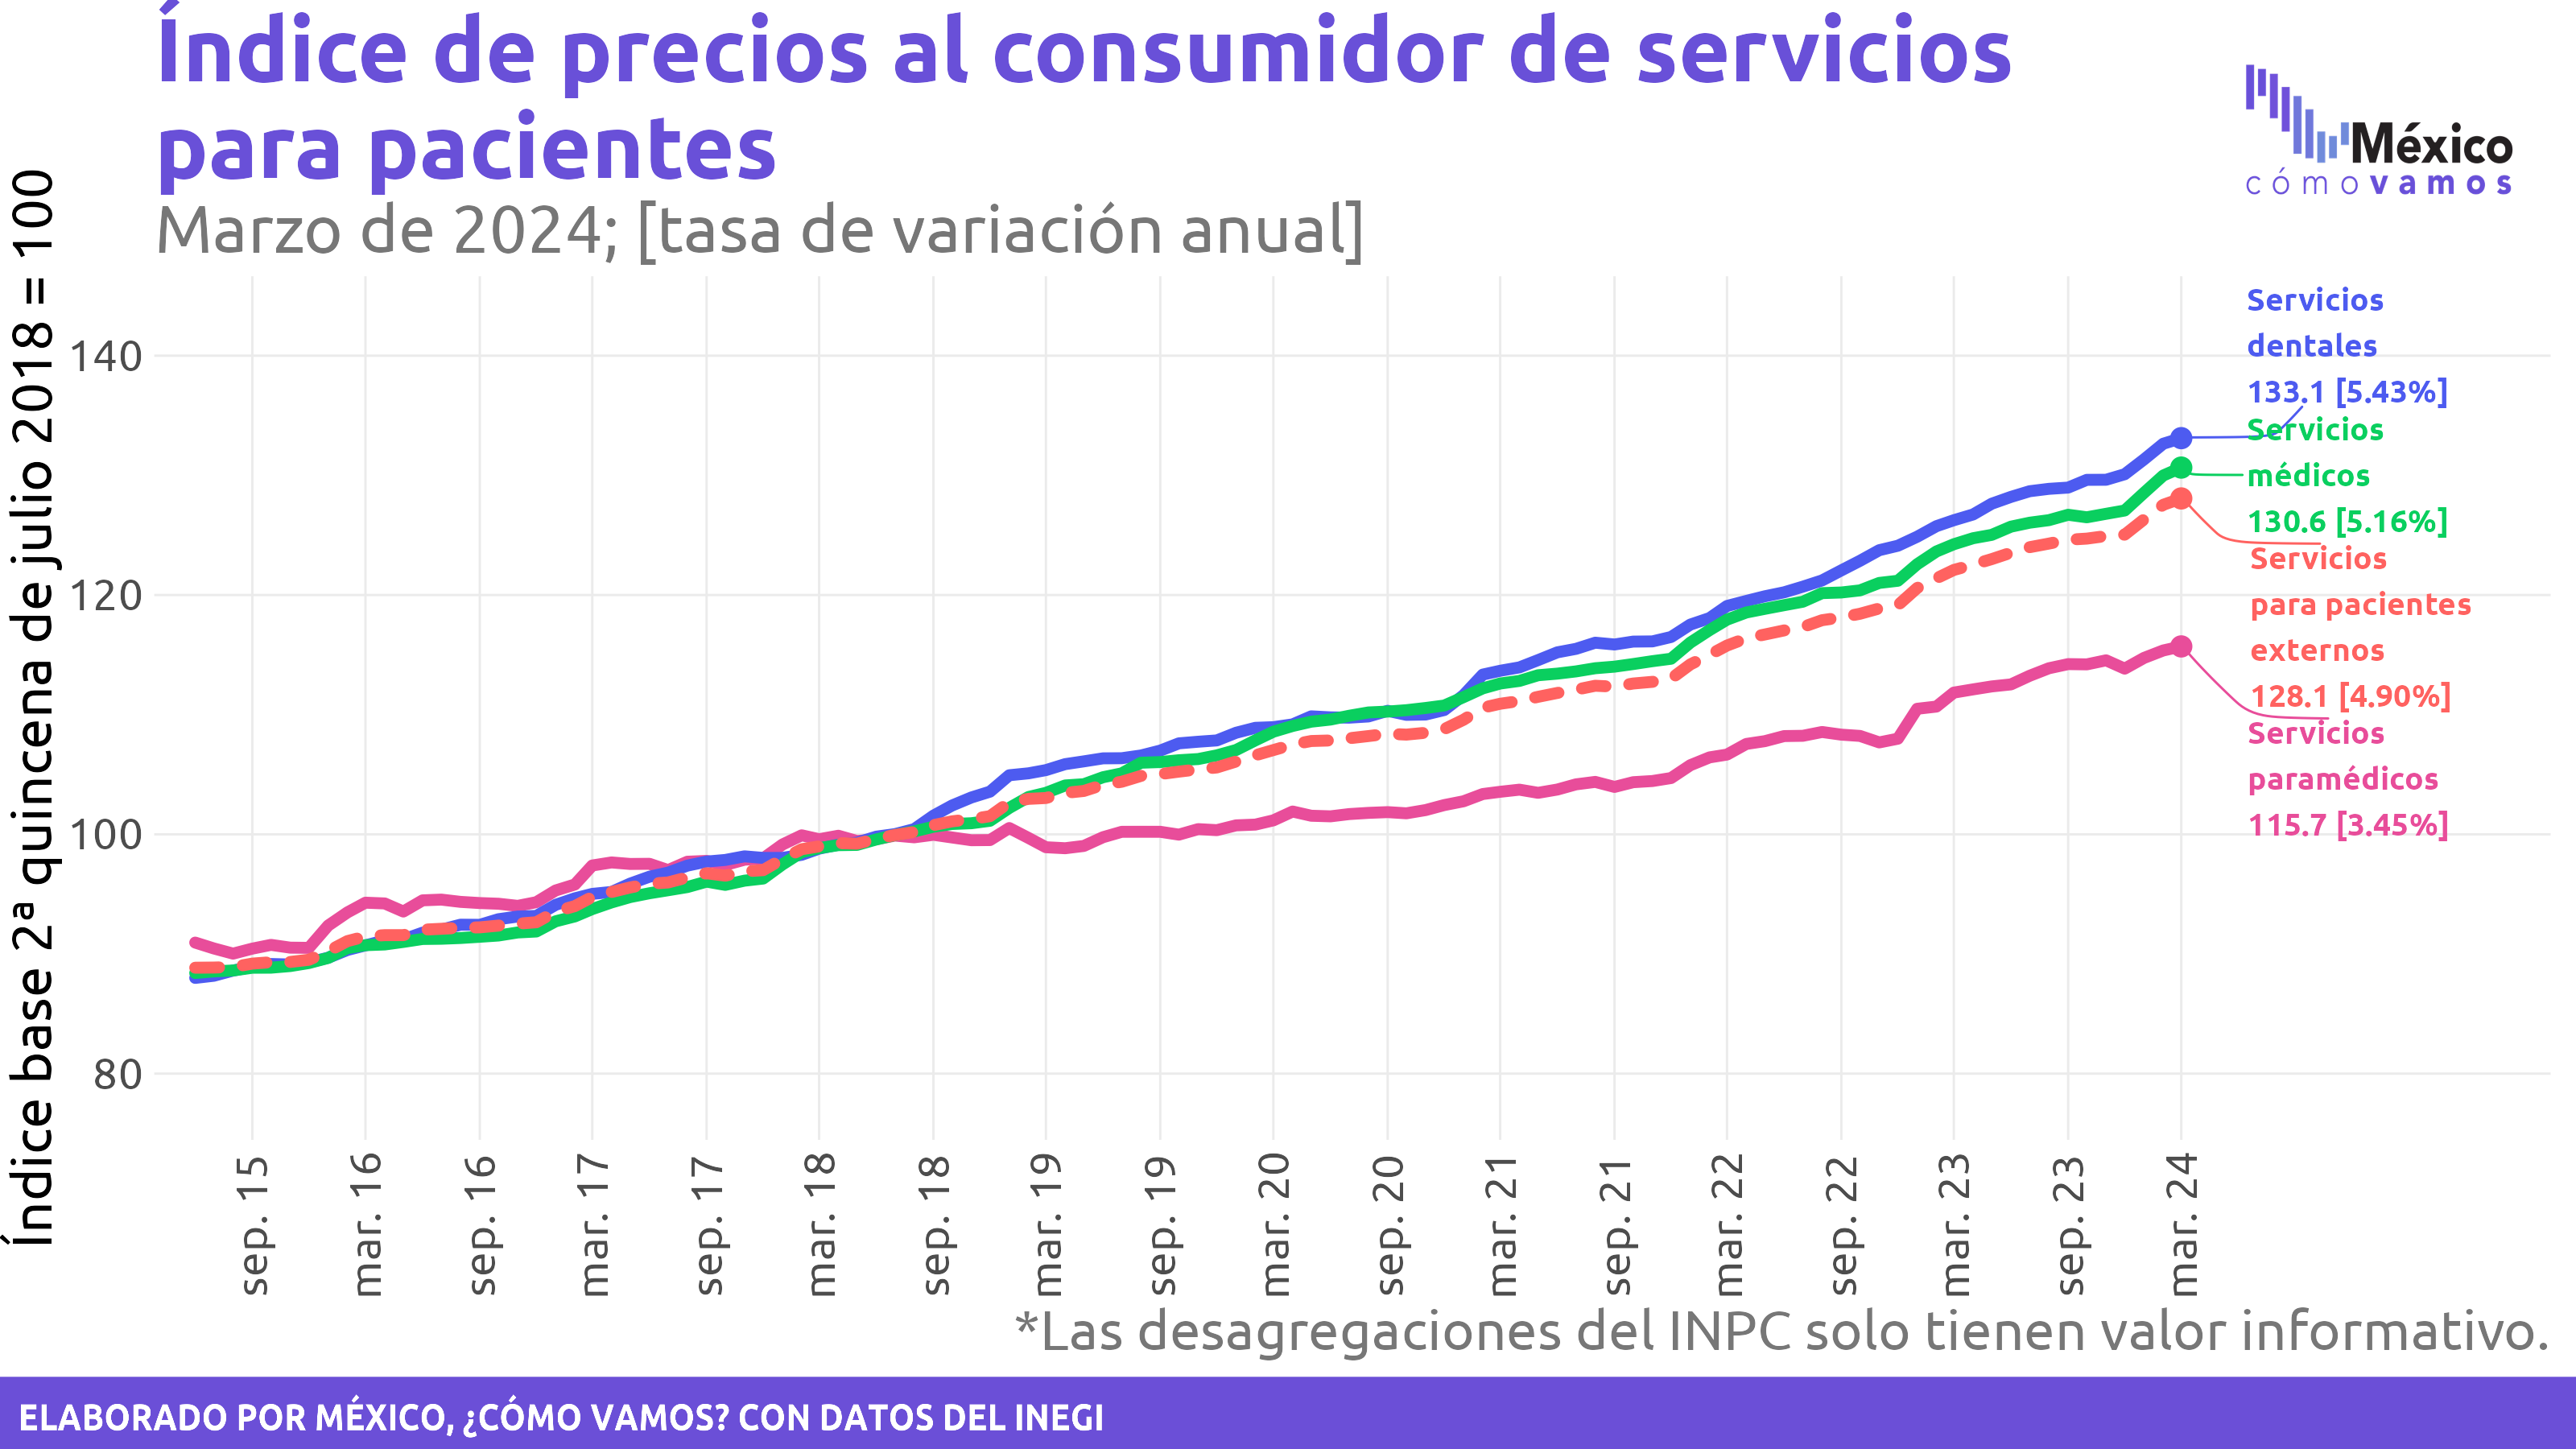 Índice de precios al consumidor de servicios
para pacientes
Marzo de 2024; [tasa de variación anual]
México
cómo vamos
Índice base 2ª quincena de julio 2018 = 100
140
120
100
80
Servicios
dentales
133.1 [5.43%]
Servicios
médicos
130.6 [5.16%]
Servicios
para pacientes
externos
128.1 [4.90%]
Servicios
paramédicos
115.7 [3.45%]
sep. 15
mar. 16
sep. 16
mar. 17
sep. 17
mar. 18
sep. 18
mar. 19
sep. 19
mar. 20
sep. 20
mar. 21
sep. 21
mar. 22
sep. 22
mar. 23
sep. 23
mar. 24
*Las desagregaciones del INPC solo tienen valor informativo.
ELABORADO POR MÉXICO, ¿CÓMO VAMOS? CON DATOS DEL INEGI